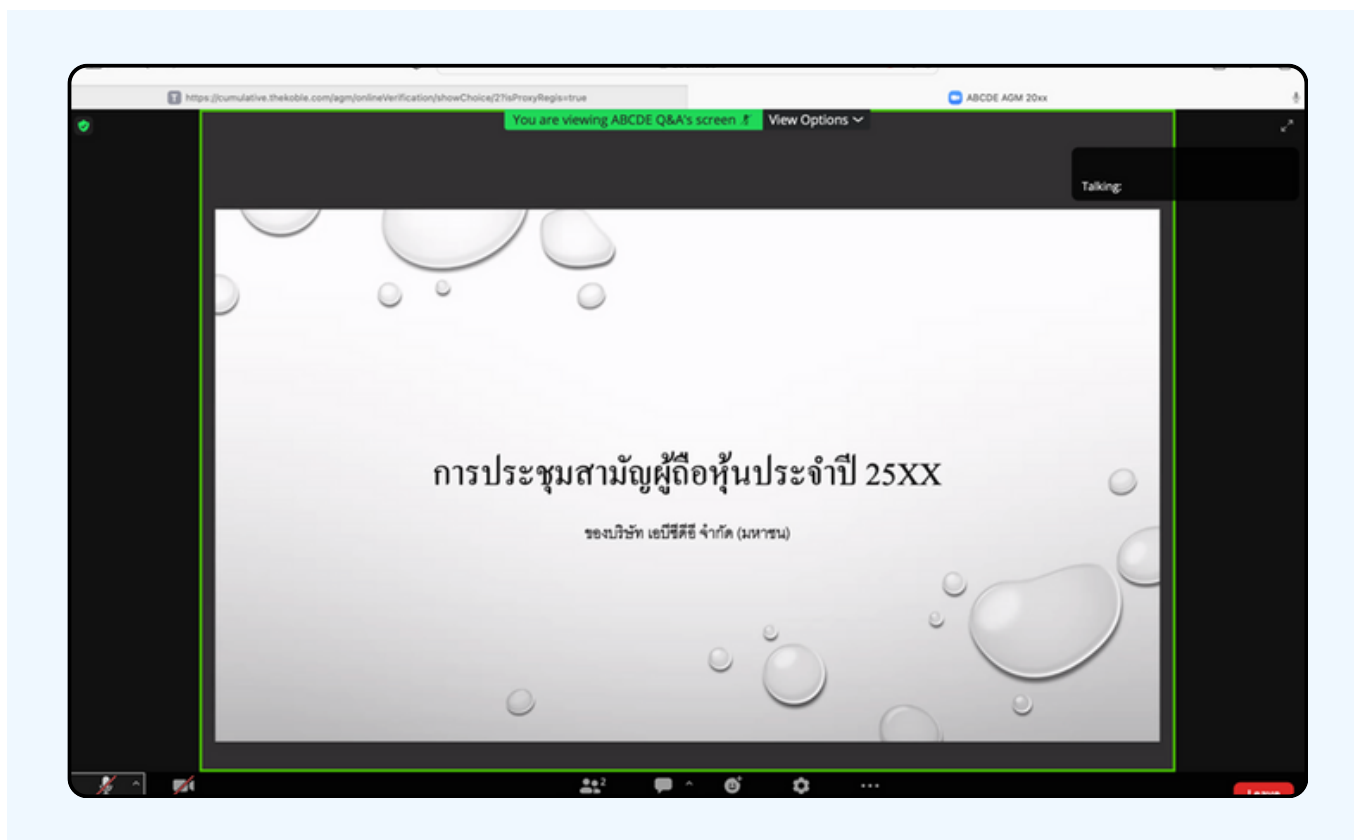 https://cumulative.thekoble.com/agm/onlineVerification/showChoice/2?isProxyRegis=true
ABCDE AGM 20xx
You are viewing ABCDE Q&A's screen
View Options
Talking:
การประชุมสามัญผู้ถือหุ้นประจำปี 25XX
ของบริษัท เอบีซีดีอี จำกัด (มหาชน)
2
Leave